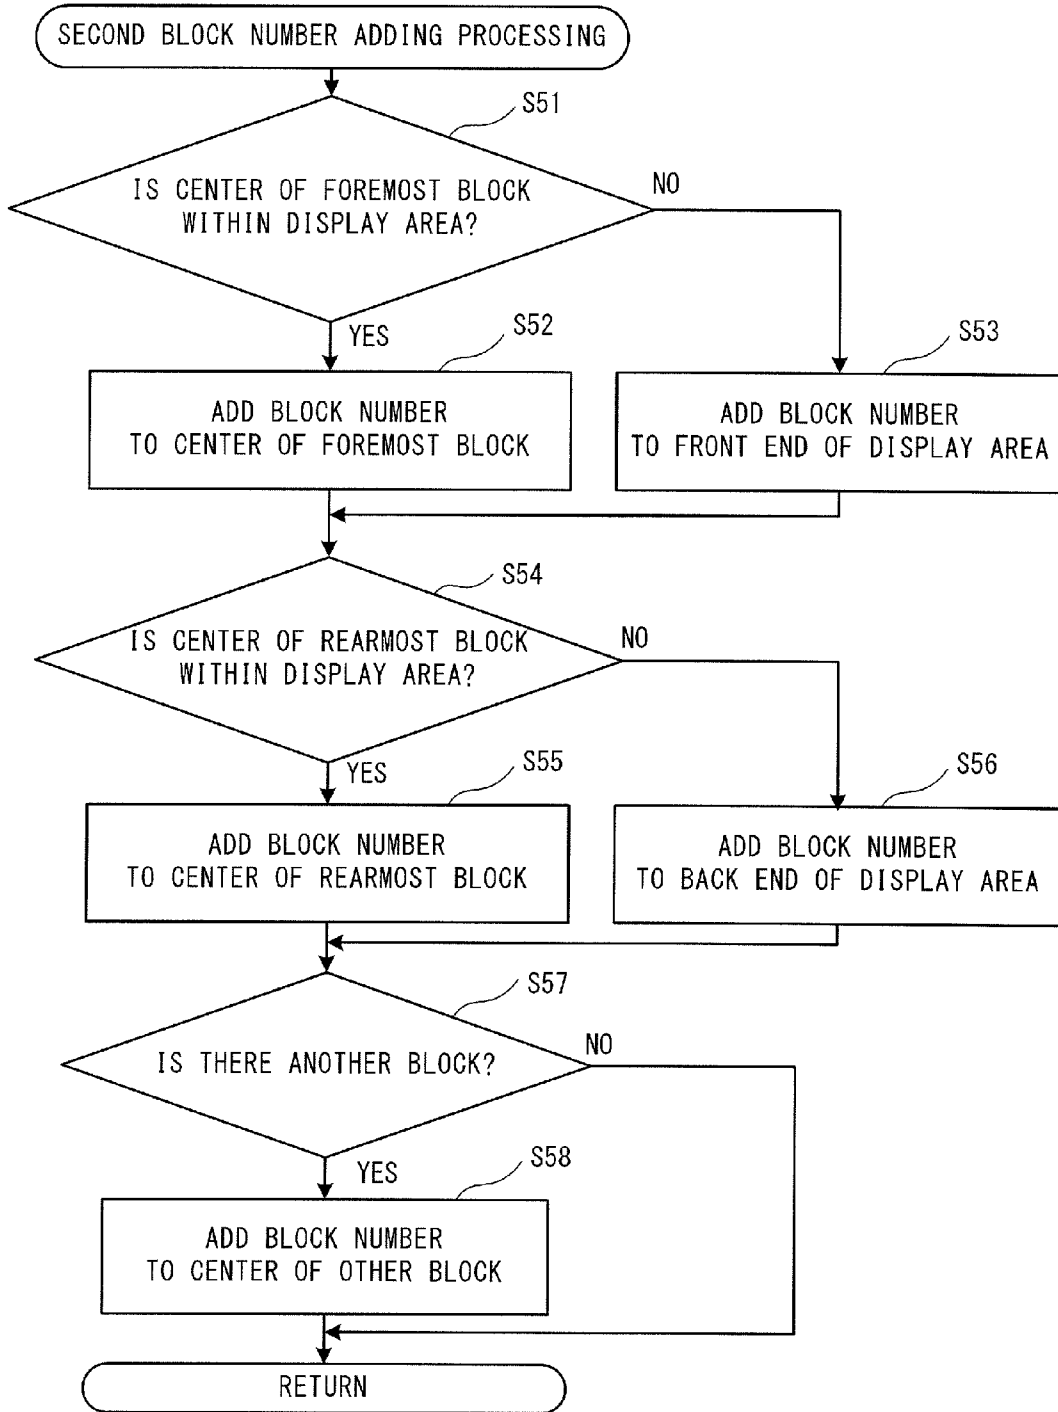 SECOND BLOCK NUMBER ADDING PROCESSING
S51
IS CENTER OF FOREMOST BLOCK
WITHIN DISPLAY AREA?
NO
YES
S52
S53
ADD BLOCK NUMBER
TO CENTER OF FOREMOST BLOCK
ADD BLOCK NUMBER
TO FRONT END OF DISPLAY AREA
S54
IS CENTER OF REARMOST BLOCK
WITHIN DISPLAY AREA?
NO
YES
S55
S56
ADD BLOCK NUMBER
TO CENTER OF REARMOST BLOCK
ADD BLOCK NUMBER
TO BACK END OF DISPLAY AREA
S57
IS THERE ANOTHER BLOCK?
NO
YES
S58
ADD BLOCK NUMBER
TO CENTER OF OTHER BLOCK
RETURN